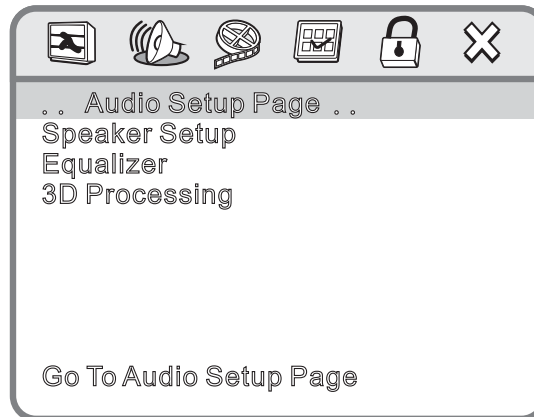 . . Audio Setup Page . .
Speaker Setup
Equalizer
3D Processing
Go To Audio Setup Page